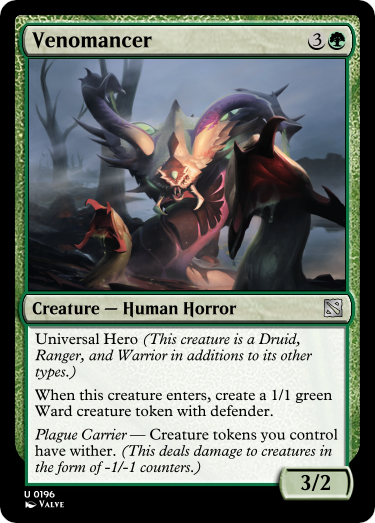 Venomancer 3
Creature — Human Horror
Universal Hero (This creature is a Druid,
Ranger, and Warrior in additions to its other
types.)
When this creature enters, create a 1/1 green
Ward creature token with defender.
Plague Carrier — Creature tokens you control
have wither. (This deals damage to creatures in
the form of -1/-1 counters.)
3/2
U 0196
Valve